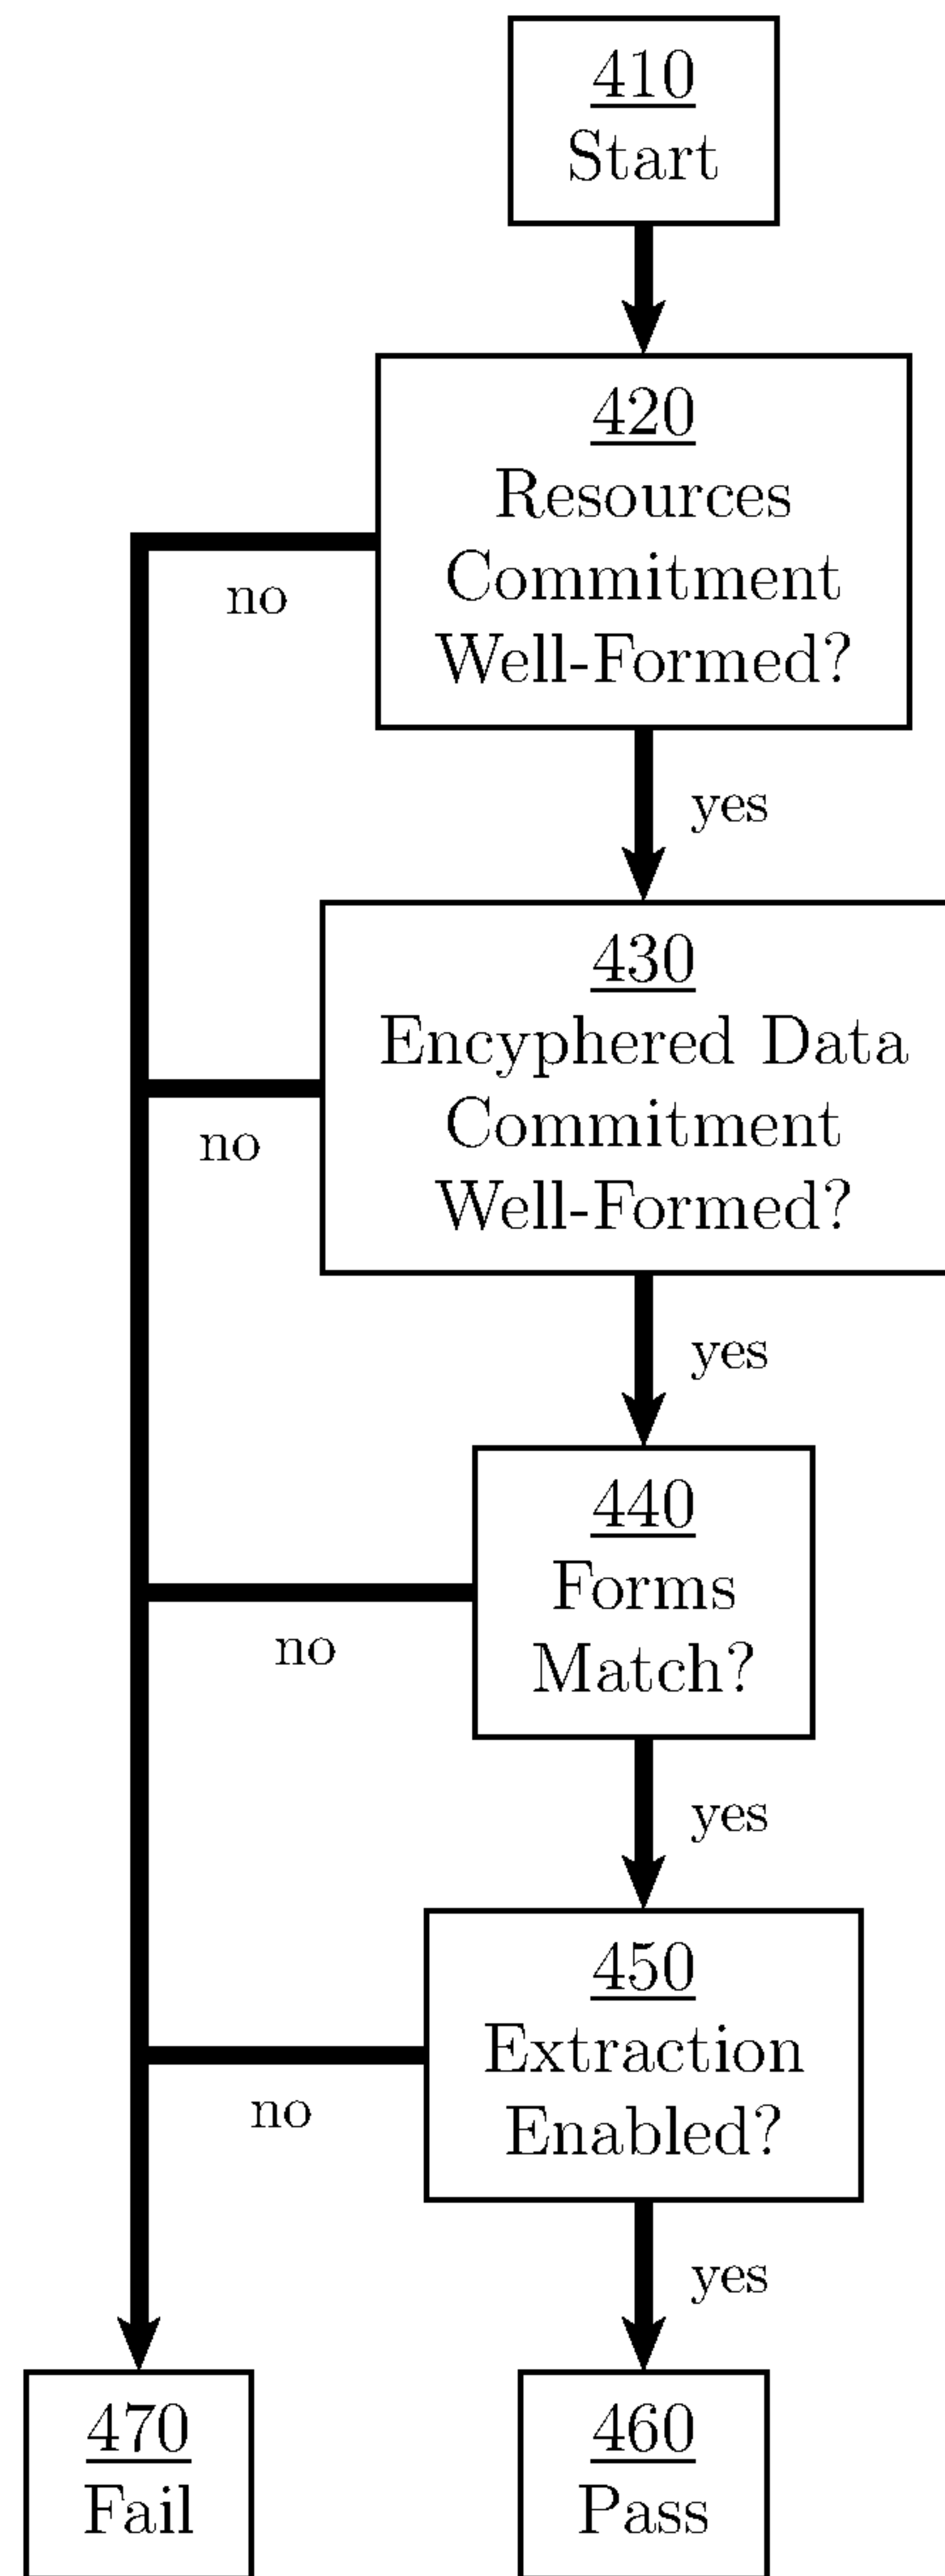 410
Start
420
Resources
Commitment
Well-Formed?
no
yes
430
Encyphered Data
Commitment
Well-Formed?
no
yes
440
Forms
Match?
no
yes
450
Extraction
Enabled?
no
yes
470
Fail
460
Pass